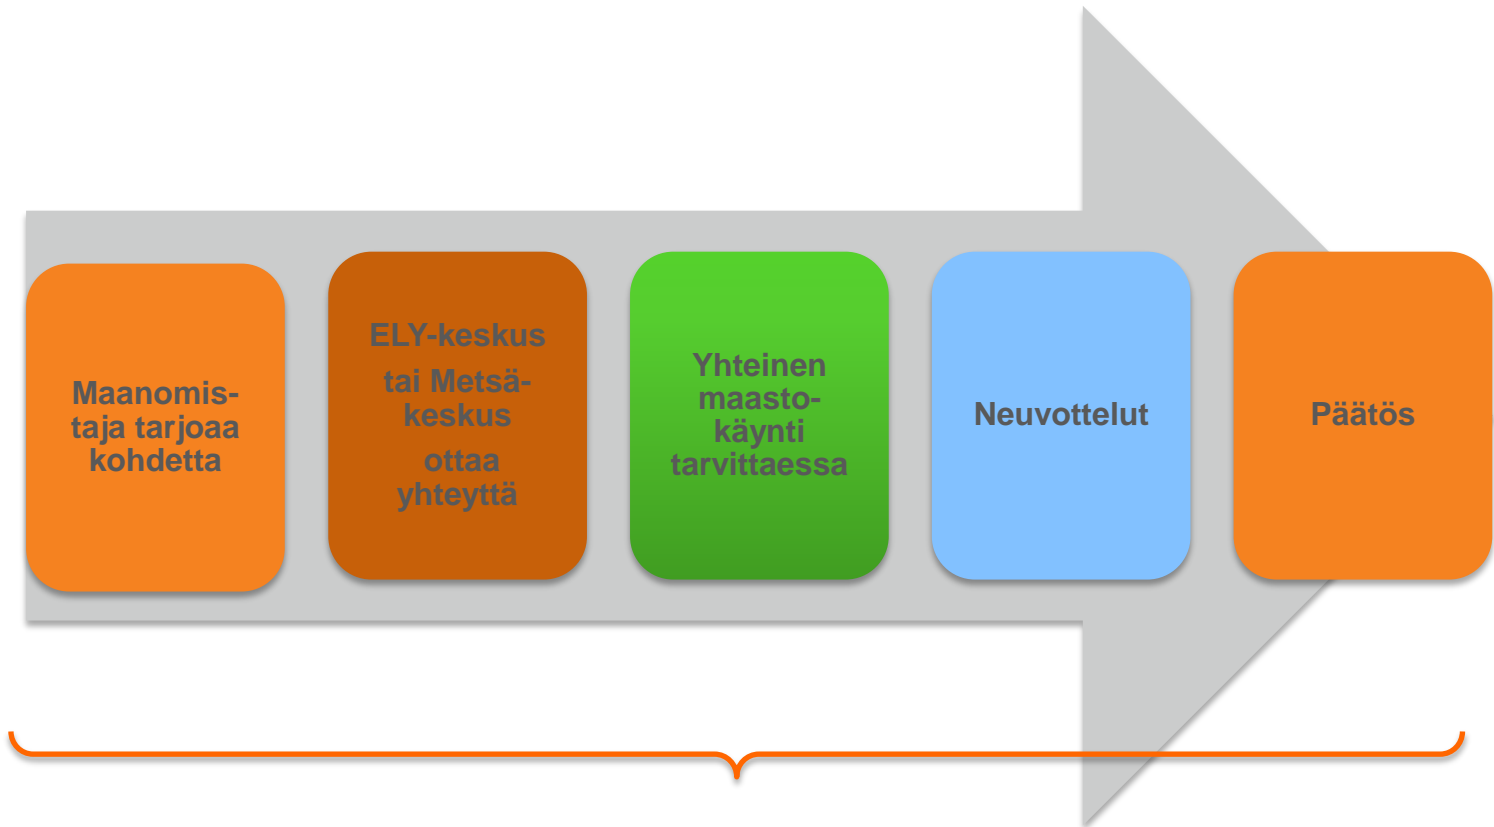 Maanomis-
taja tarjoaa
kohdetta
ELY-keskus
tai Metsä-
keskus
ottaa
yhteyttä
Yhteinen
maasto-
käynti
tarvittaessa
Neuvottelut
Päätös